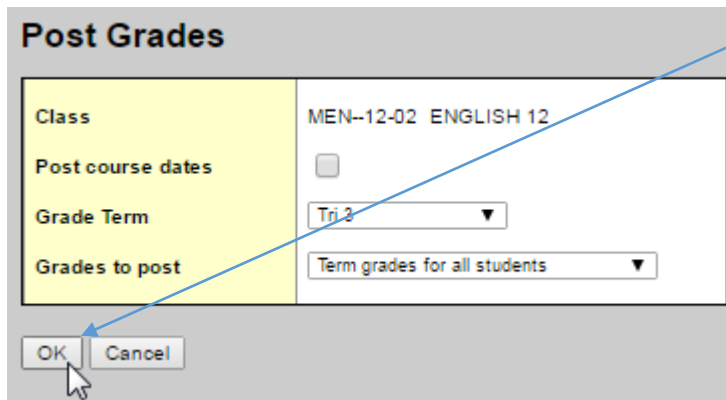 Post Grades
Class MEN--12-02 ENGLISH 12
Post course dates
Grade Term Tri 3
Grades to post Term grades for all students
OK Cancel